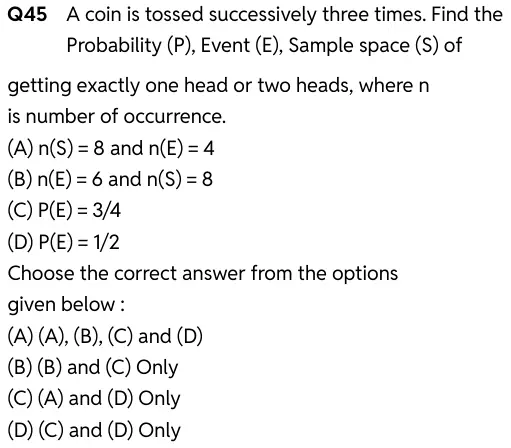 Q45 A coin is tossed successively three times. Find the
Probability (P), Event (E), Sample space (S) of
getting exactly one head or two heads, where n
is number of occurrence.
(A) n(S) = 8 and n(E) = 4
(B) n(E) = 6 and n(S) = 8
(C) P(E) = 3/4
(D) P(E) = 1/2
Choose the correct answer from the options
given below :
(A) (A), (B), (C) and (D)
(B) (B) and (C) Only
(C) (A) and (D) Only
(D) (C) and (D) Only